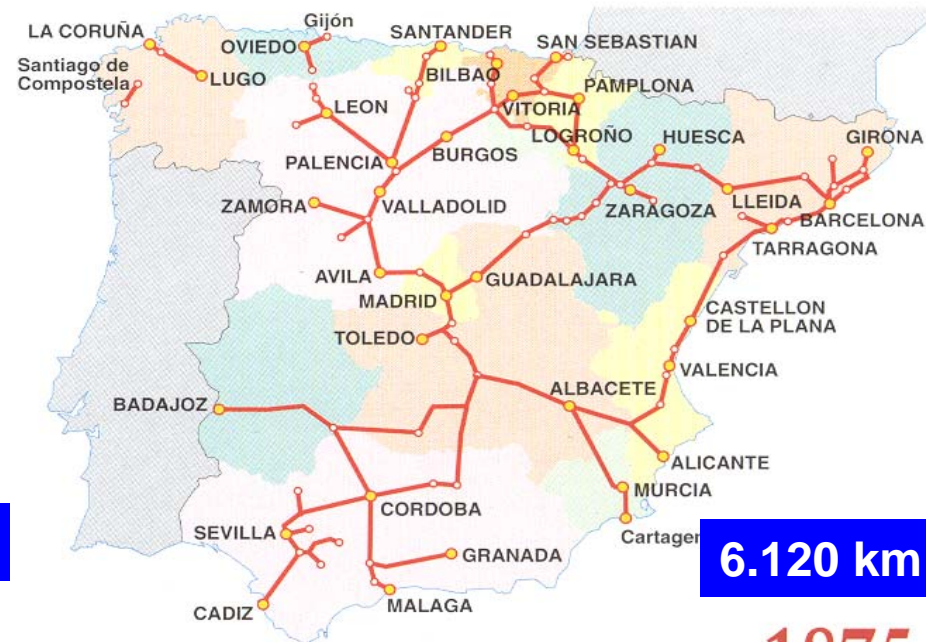 Gijón
LA CORUÑA
OVIEDO
SANTANDER
SAN SEBASTIAN
Santiago de
Compostela
LUGO
BILBAO
PAMPLONA
LEON
VITORIA
LOGROÑO
HUESCA
GIRONA
PALENCIA
BURGOS
ZAMORA
VALLADOLID
ZARAGOZA
LLEIDA
BARCELONA
TARRAGONA
AVILA
GUADALAJARA
MADRID
CASTELLON
DE LA PLANA
TOLEDO
VALENCIA
ALBACETE
BADAJOZ
ALICANTE
MURCIA
CORDOBA
SEVILLA
Cartagen
GRANADA
6.120 km
CADIZ
MALAGA